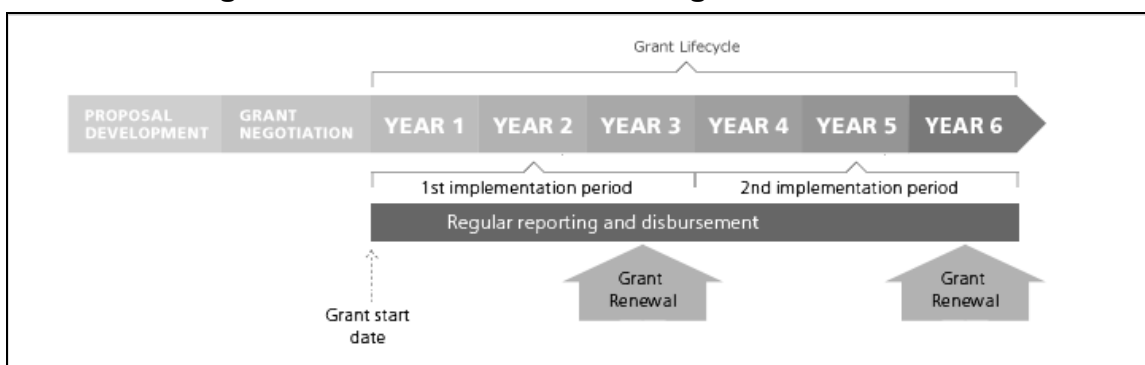 Grant Lifecycle
PROPOSAL
DEVELOPMENT
GRANT
NEGOTIATION
YEAR 1
YEAR 2
YEAR 3
YEAR 4
YEAR 5
YEAR 6
1st implementation period
2nd implementation period
Regular reporting and disbursement
Grant
Renewal
Grant
Renewal
Grant start
date